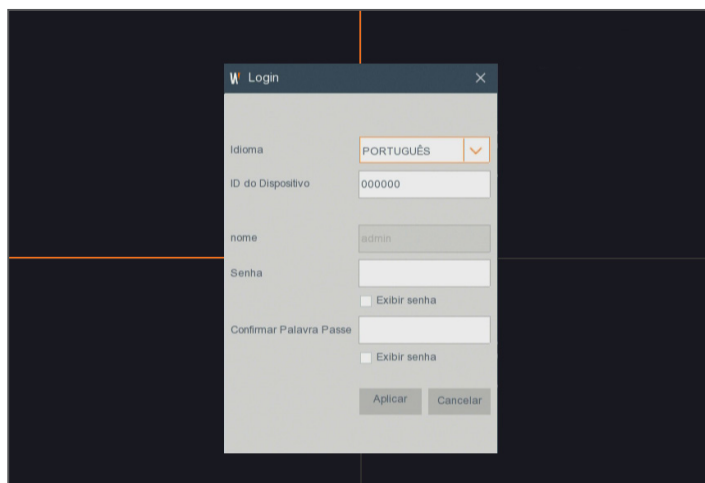 Login
Idioma PORTUGUÊS
ID do Dispositivo 000000
nome admin
Senha
Exibir senha
Confirmar Palavra Passe
Exibir senha
Aplicar Cancelar